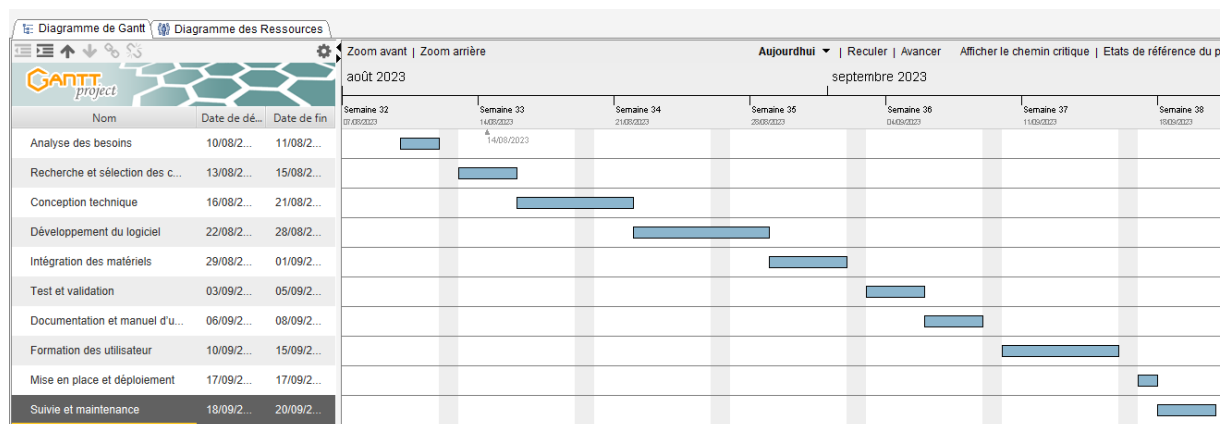 Diagramme de Gantt
Diagramme des Ressources
Zoom avant | Zoom arrière
Aujourd'hui | Reculer | Avancer
Afficher le chemin critique | Etats de référence du p
GANTT
project
août 2023
septembre 2023
Semaine 32
07/08/2023
Semaine 33
14/08/2023
Semaine 34
21/08/2023
Semaine 35
28/08/2023
Semaine 36
04/09/2023
Semaine 37
11/09/2023
Semaine 38
18/09/2023
14/08/2023
Nom Date de dé... Date de fin
Analyse des besoins 10/08/2... 11/08/2...
Recherche et sélection des c... 13/08/2... 15/08/2...
Conception technique 16/08/2... 21/08/2...
Développement du logiciel 22/08/2... 28/08/2...
Intégration des matériels 29/08/2... 01/09/2...
Test et validation 03/09/2... 05/09/2...
Documentation et manuel d'u... 06/09/2... 08/09/2...
Formation des utilisateur 10/09/2... 15/09/2...
Mise en place et déploiement 17/09/2... 17/09/2...
Suivie et maintenance 18/09/2... 20/09/2...